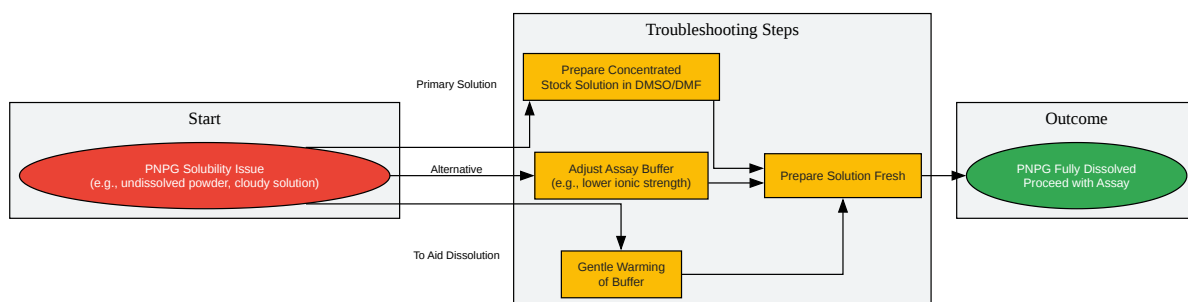 Start
PNPG Solubility Issue
(e.g., undissolved powder, cloudy solution)
Primary Solution
Alternative
To Aid Dissolution
Troubleshooting Steps
Prepare Concentrated
Stock Solution in DMSO/DMF
Adjust Assay Buffer
(e.g., lower ionic strength)
Gentle Warming
of Buffer
Prepare Solution Fresh
Outcome
PNPG Fully Dissolved
Proceed with Assay